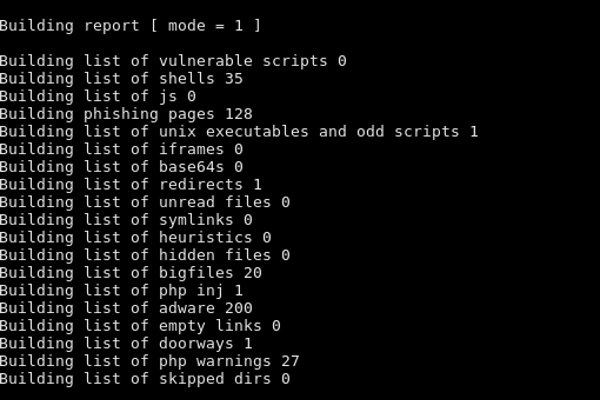 Building report [ mode = 1 ]
Building list of vulnerable scripts 0
Building list of shells 35
Building list of js 0
Building phishing pages 128
Building list of unix executables and odd scripts 1
Building list of iframes 0
Building list of base64s 0
Building list of redirects 1
Building list of unread files 0
Building list of symlinks 0
Building list of heuristics 0
Building list of hidden files 0
Building list of bigfiles 20
Building list of php inj 1
Building list of adware 200
Building list of empty links 0
Building list of doorways 1
Building list of php warnings 27
Building list of skipped dirs 0